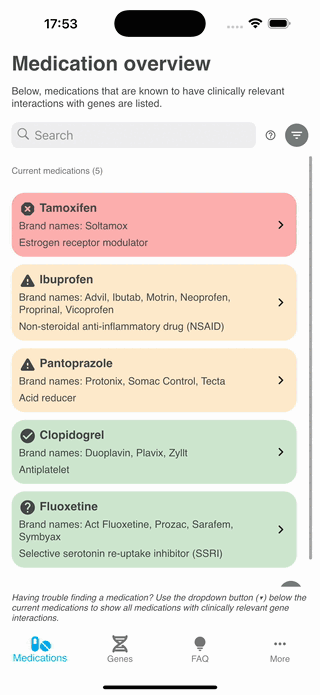 17:53
Medication overview
Below, medications that are known to have clinically relevant
interactions with genes are listed.
Search
Current medications (5)
Tamoxifen
Brand names: Soltamox
Estrogen receptor modulator
Ibuprofen
Brand names: Advil, Ibutab, Motrin, Neoprofen,
Proprinal, Vicoprofen
Non-steroidal anti-inflammatory drug (NSAID)
Pantoprazole
Brand names: Protonix, Somac Control, Tecta
Acid reducer
Clopidogrel
Brand names: Duoplavin, Plavix, Zyllt
Antiplatelet
Fluoxetine
Brand names: Act Fluoxetine, Prozac, Sarafem,
Symbyax
Selective serotonin re-uptake inhibitor (SSRI)
Having trouble finding a medication? Use the dropdown button (▾) below the
current medications to show all medications with clinically relevant gene
interactions.
Medications Genes FAQ More